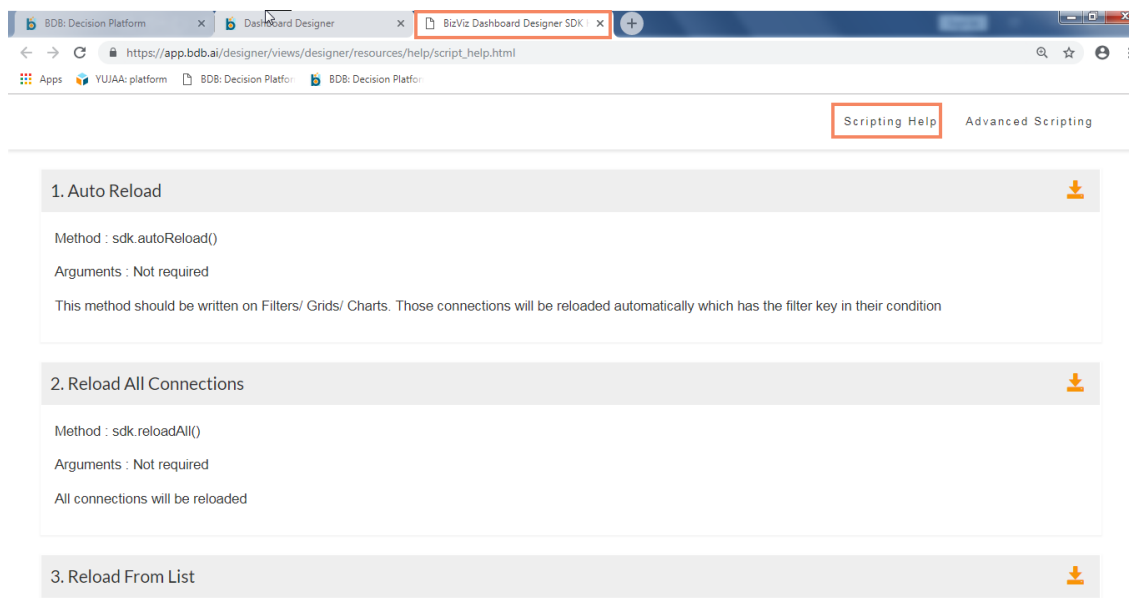 BDB: Decision Platform
Dashboard Designer
BizViz Dashboard Designer SDK
https://app.bdb.ai/designer/views/designer/resources/help/script_help.html
Apps
YUJAA: platform
BDB: Decision Platfor
BDB: Decision Platfor
Scripting Help
Advanced Scripting
1. Auto Reload
Method : sdk.autoReload()
Arguments : Not required
This method should be written on Filters/ Grids/ Charts. Those connections will be reloaded automatically which has the filter key in their condition
2. Reload All Connections
Method : sdk.reloadAll()
Arguments : Not required
All connections will be reloaded
3. Reload From List